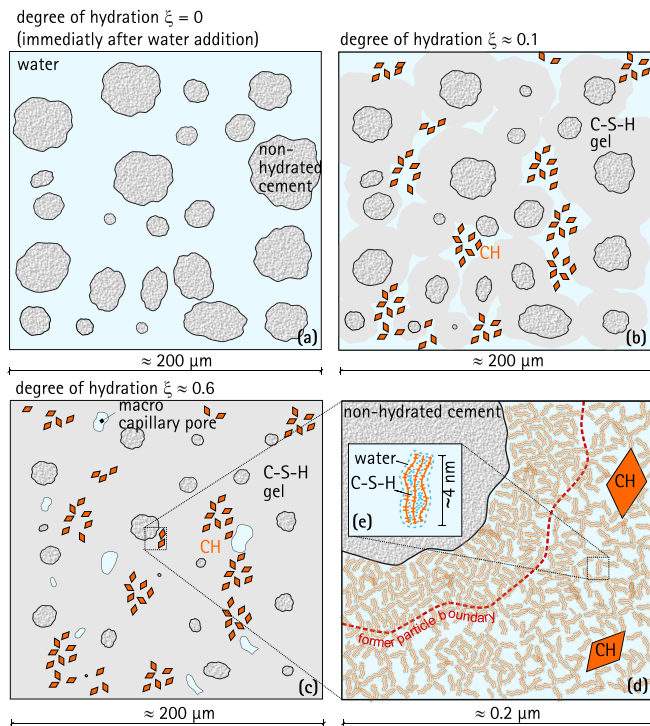 degree of hydration ξ = 0
(immediatly after water addition)
water
non-
hydrated
cement
(a)
≈ 200 µm
degree of hydration ξ ≈ 0.1
C-S-H
gel
CH
(b)
≈ 200 µm
degree of hydration ξ ≈ 0.6
macro
capillary pore
C-S-H
gel
CH
(c)
≈ 200 µm
non-hydrated cement
water
C-S-H
~4 nm
(e)
CH
former particle boundary
CH
(d)
≈ 0.2 µm